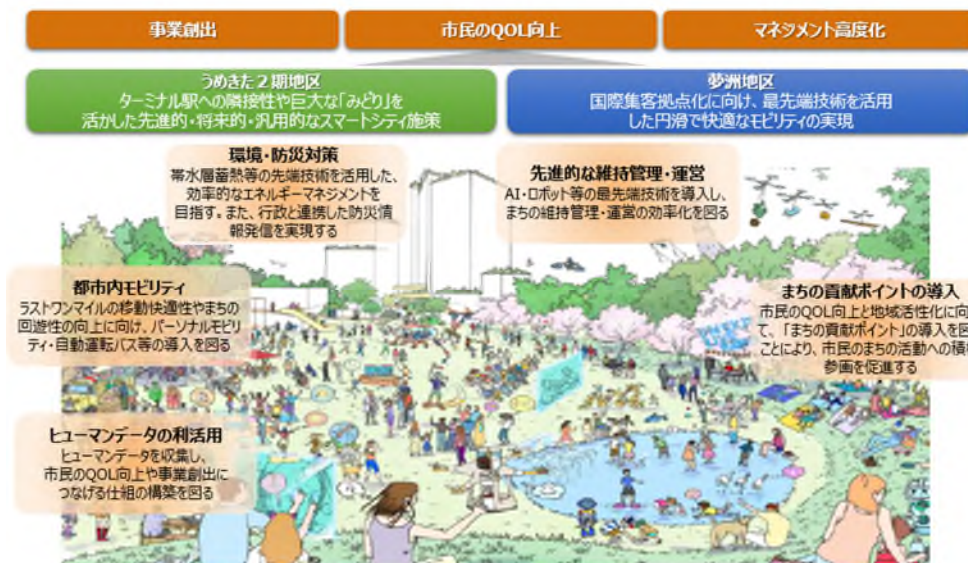 事業創出
市民のQOL向上
マネジメント高度化
うめきた2期地区
ターミナル駅への隣接性や巨大な「みどり」を
活かした先進的・将来的・汎用的なスマートシティ施策
夢洲地区
国際集客拠点化に向け、最先端技術を活用
した円滑で快適なモビリティの実現
環境・防災対策
帯水層蓄熱等の先端技術を活用した、
効率的なエネルギーマネジメントを
目指す。また、行政と連携した防災情
報発信を実現する
先進的な維持管理・運営
AI・ロボット等の最先端技術を導入し、
まちの維持管理・運営の効率化を図る
都市内モビリティ
ラストワンマイルの移動快適性やまちの
回遊性の向上に向け、パーソナルモビリ
ティ・自動運転バス等の導入を図る
まちの貢献ポイントの導入
市民のQOL向上と地域活性化に向
て、「まちの貢献ポイント」の導入を図
ことにより、市民のまちの活動への積
参画を促進する
ヒューマンデータの利活用
ヒューマンデータを収集し、
市民のQOL向上や事業創出に
つなげる仕組の構築を図る